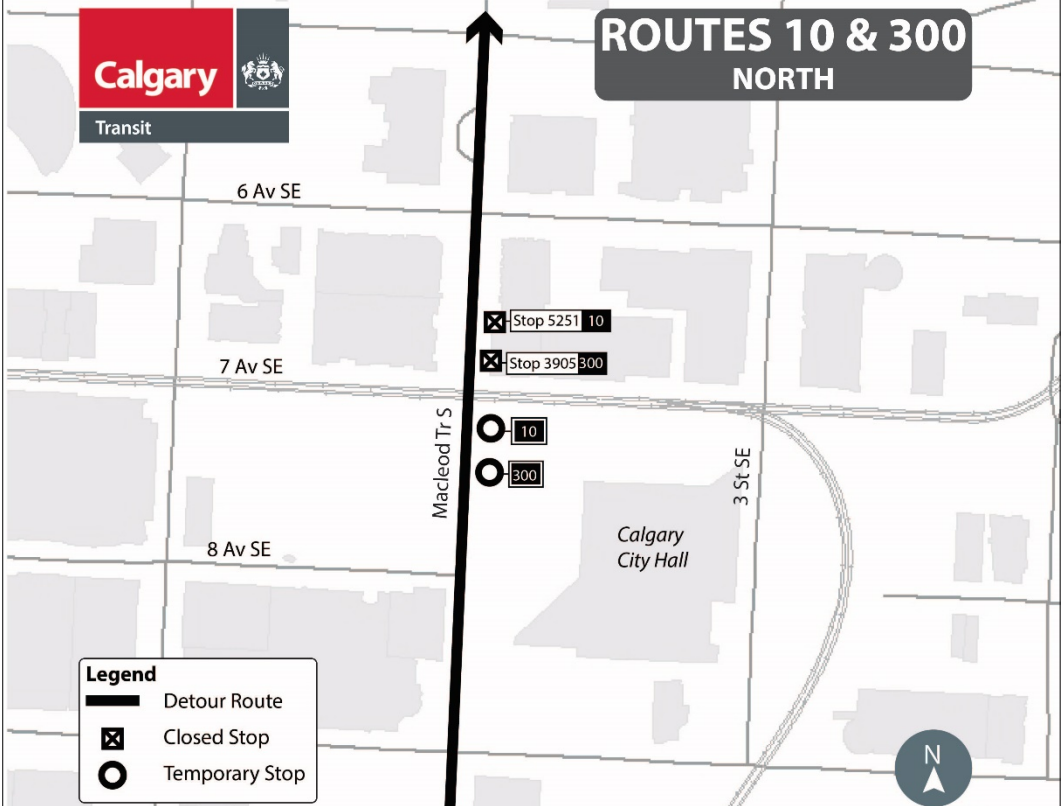 Calgary
Transit
ROUTES 10 & 300
NORTH
6 Av SE
Stop 5251 10
Stop 3905 300
7 Av SE
Macleod Tr S
10
300
3 St SE
8 Av SE
Calgary
City Hall
Legend
Detour Route
Closed Stop
Temporary Stop
N